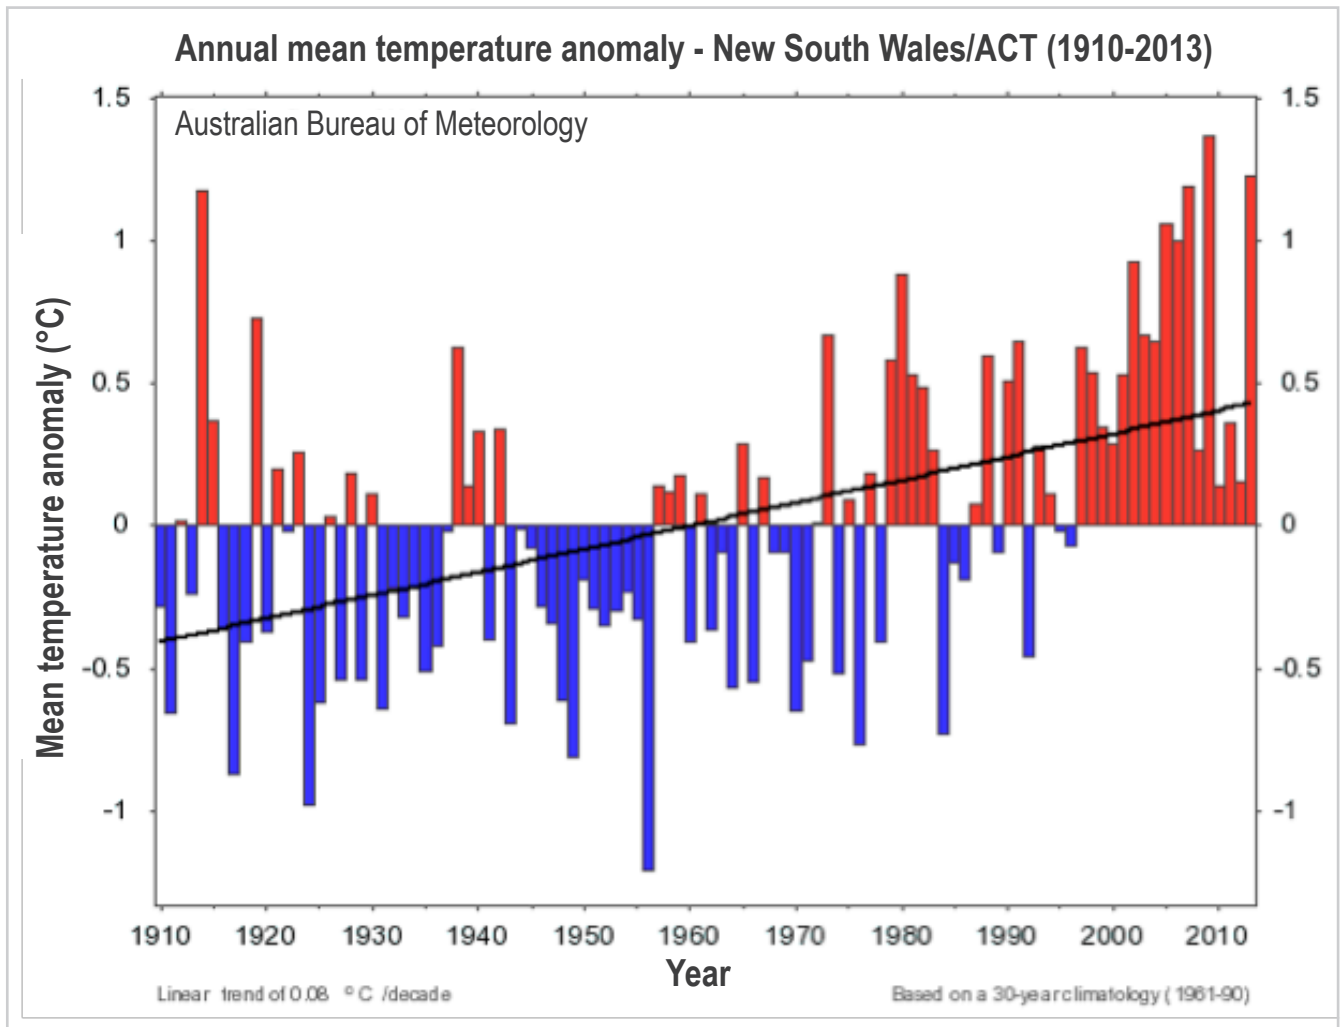 Annual mean temperature anomaly - New South Wales/ACT (1910-2013)
Australian Bureau of Meteorology
1.5
1
0.5
0
-0.5
-1
Mean temperature anomaly (°C)
1.5
1
0.5
0
-0.5
-1
1910 1920 1930 1940 1950 1960 1970 1980 1990 2000 2010
Year
Linear trend of 0.08 °C /decade
Based on a 30-year climatology (1961-90)